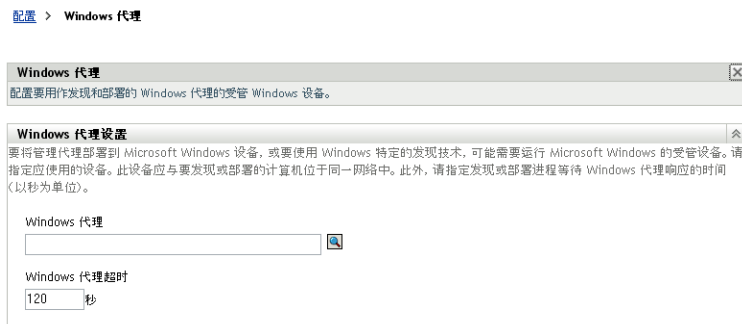 配置 > Windows 代理
Windows 代理
配置要用作发现和部署的 Windows 代理的受管 Windows 设备。
Windows 代理设置
要将管理代理部署到 Microsoft Windows 设备, 或要使用 Windows 特定的发现技术, 可能需要运行 Microsoft Windows 的受管设备。请
指定应使用的设备。此设备应与要发现或部署的计算机位于同一网络中。此外, 请指定发现或部署进程等待 Windows 代理响应的时间
(以秒为单位)。
Windows 代理
Windows 代理超时
120 秒